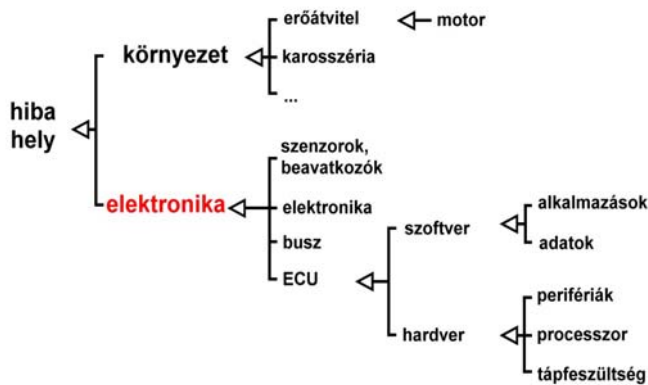 hiba
hely
környezet
erőátvitel
motor
karosszéria
...
elektronika
szenzorok,
beavatkozók
elektronika
busz
ECU
szoftver
alkalmazások
adatok
hardver
perifériák
processzor
tápfeszültség